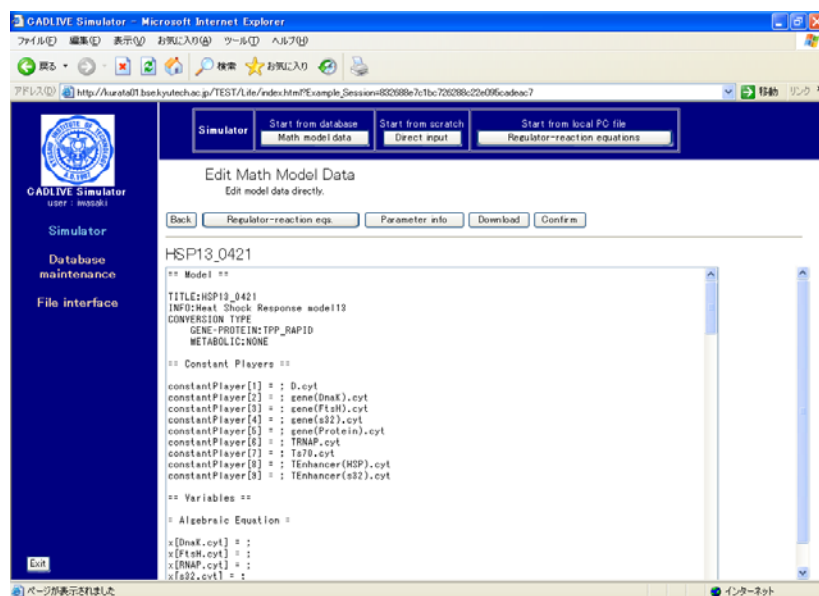 CADLIVE Simulator - Microsoft Internet Explorer
ファイル(F) 編集(E) 表示(V) お気に入り(A) ツール(T) ヘルプ(H)
戻る 検索 お気に入り
アドレス(D) http://kurata01.bse.kyutech.ac.jp/TEST/Life/index.html?Example_Session=832688e7c1bc726288c22e095cadeac7 移動 リンク
Simulator
Start from database
Math model data
Start from scratch
Direct input
Start from local PC file
Regulator-reaction equations
CADLIVE Simulator
user : iwasaki
Simulator
Database
maintenance
File interface
Exit
Edit Math Model Data
Edit model data directly.
Back Regulator-reaction eqs. Parameter info Download Confirm
HSP13_0421
== Model ==
TITLE:HSP13_0421
INFO:Heat Shock Response model13
CONVERSION TYPE
GENE-PROTEIN:TPP_RAPID
METABOLIC:NONE
== Constant Players ==
constantPlayer[1] = ; D.cyt
constantPlayer[2] = ; gene(DnaK).cyt
constantPlayer[3] = ; gene(FtsH).cyt
constantPlayer[4] = ; gene(s32).cyt
constantPlayer[5] = ; gene(Protein).cyt
constantPlayer[6] = ; TRNAP.cyt
constantPlayer[7] = ; Ts70.cyt
constantPlayer[8] = ; TEnhancer(HSP).cyt
constantPlayer[9] = ; TEnhancer(s32).cyt
== Variables ==
= Algebraic Equation =
x[DnaK.cyt] = ;
x[FtsH.cyt] = ;
x[RNAP.cyt] = ;
x[s32.cyt] = ;
ページが表示されました インターネット